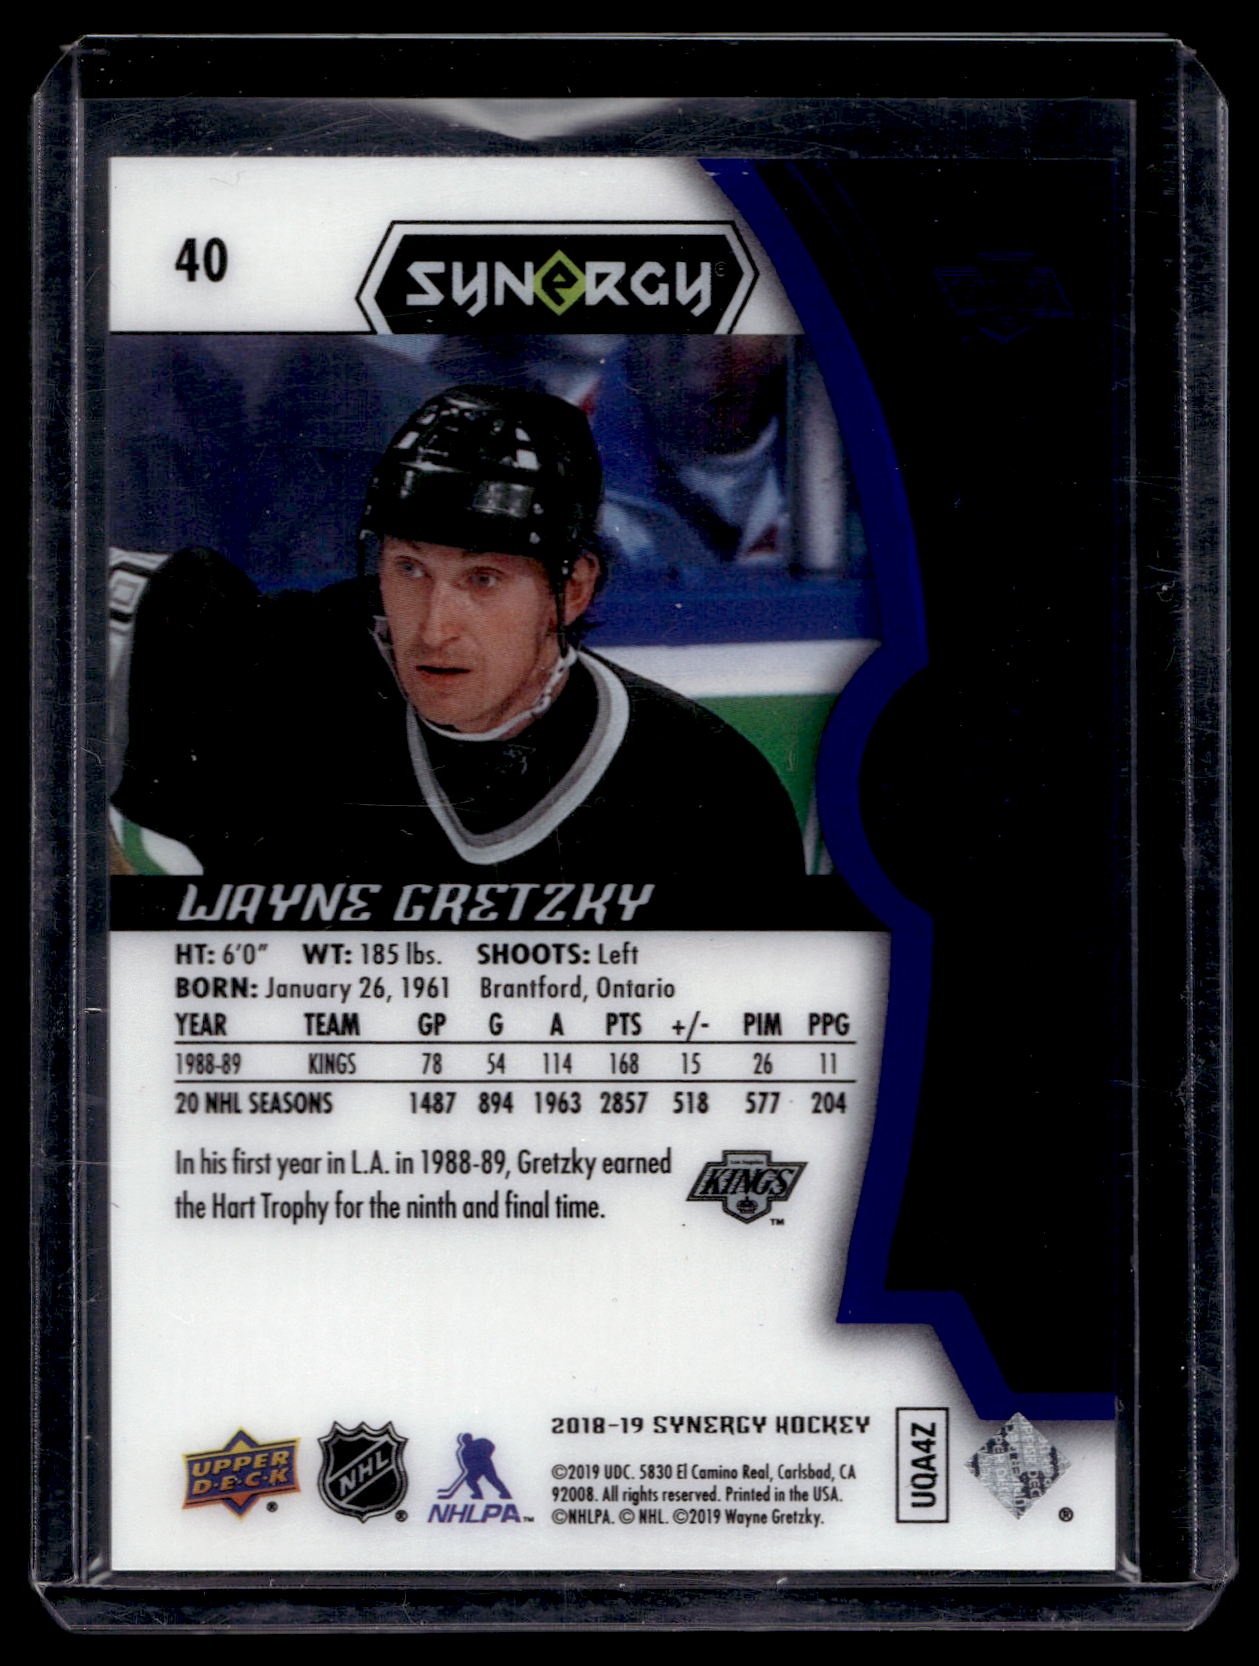 40
SYNERGY®
WAYNE GRETZKY
HT: 6'0" WT: 185 lbs. SHOOTS: Left
BORN: January 26, 1961 Brantford, Ontario
YEAR TEAM GP G A PTS +/- PIM PPG
1988-89 KINGS 78 54 114 168 15 26 11
20 NHL SEASONS 1487 894 1963 2857 518 577 204
In his first year in L.A. in 1988-89, Gretzky earned
the Hart Trophy for the ninth and final time.
Los Angeles
KINGS
™
UPPER
D·E·C·K
®
NHL
®
NHLPA™
2018-19 SYNERGY HOCKEY
©2019 UDC. 5830 El Camino Real, Carlsbad, CA
92008. All rights reserved. Printed in the USA.
©NHLPA. © NHL. ©2019 Wayne Gretzky.
UQA4Z
®